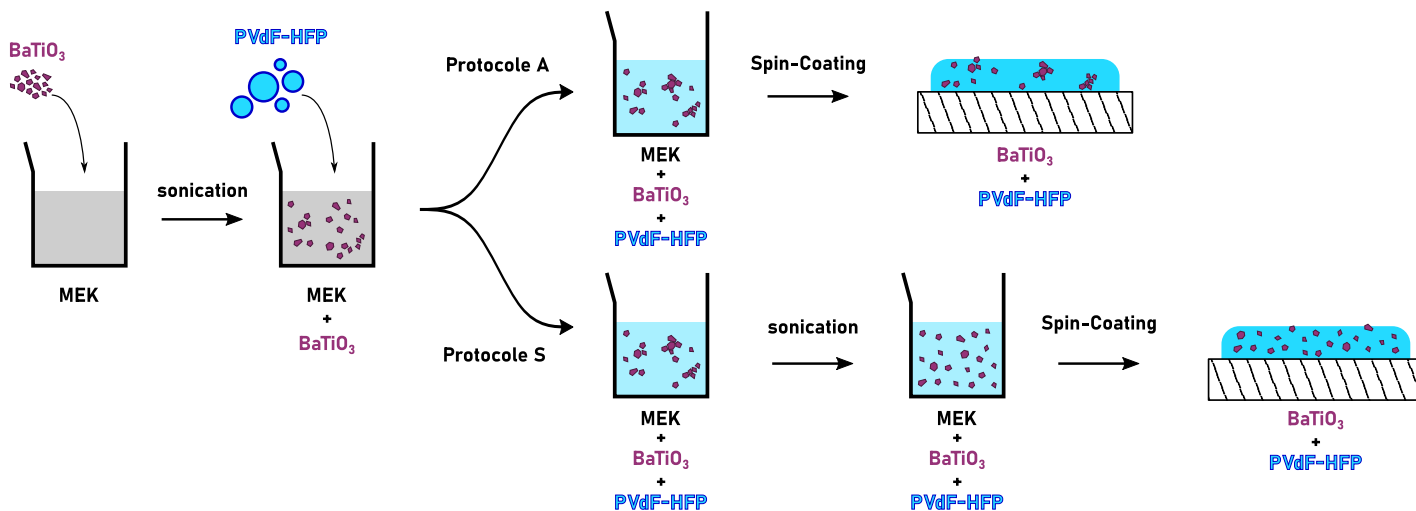 BaTiO₃
PVdF-HFP
sonication
MEK
MEK
+
BaTiO₃
Protocole A
MEK
+
BaTiO₃
+
PVdF-HFP
Spin-Coating
BaTiO₃
+
PVdF-HFP
Protocole S
MEK
+
BaTiO₃
+
PVdF-HFP
sonication
MEK
+
BaTiO₃
+
PVdF-HFP
Spin-Coating
BaTiO₃
+
PVdF-HFP